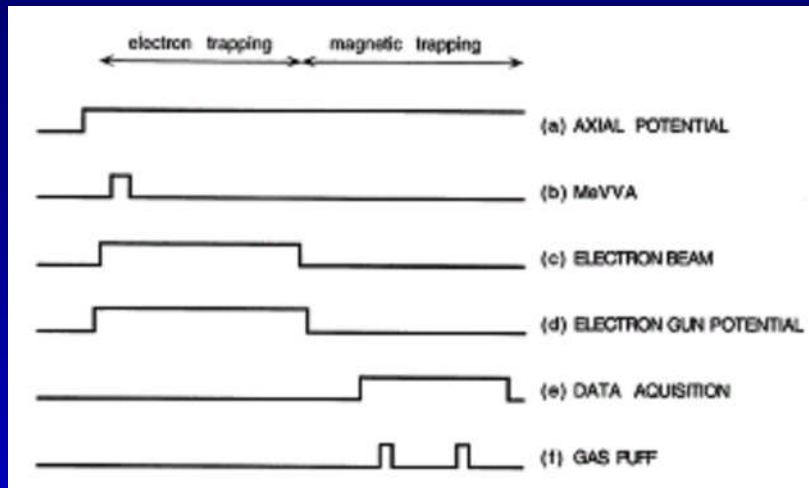 electron trapping magnetic trapping
(a) AXIAL POTENTIAL
(b) MeVVA
(c) ELECTRON BEAM
(d) ELECTRON GUN POTENTIAL
(e) DATA AQUISITION
(f) GAS PUFF